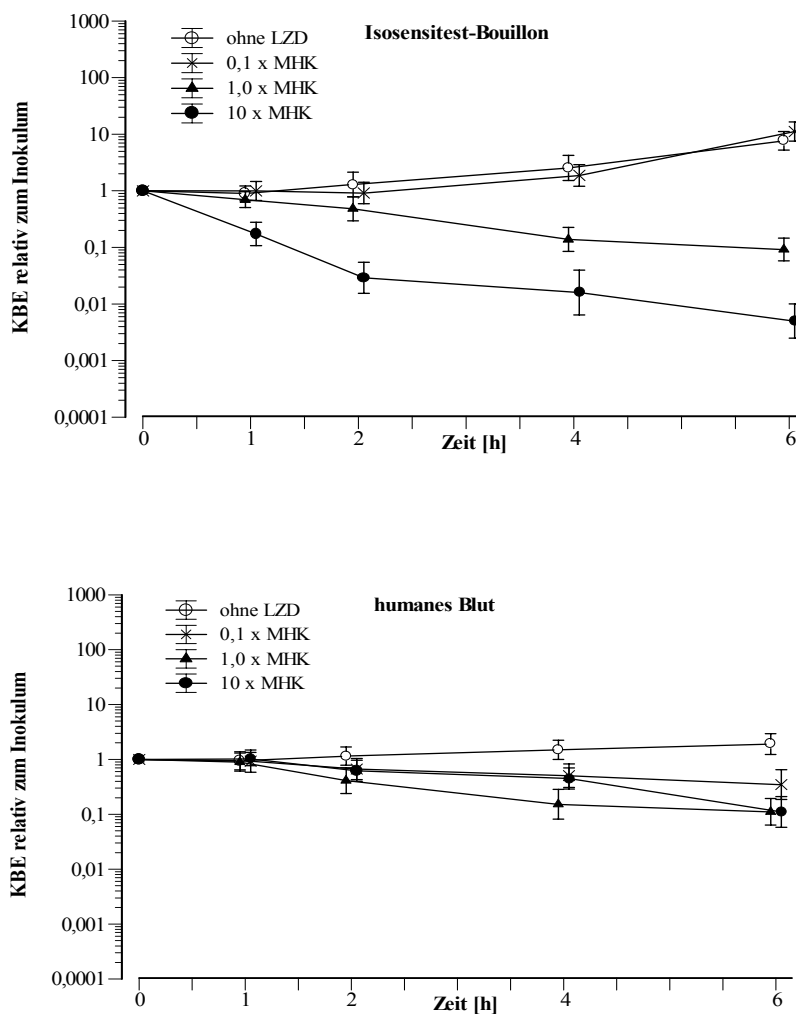 Isosensitest-Bouillon
ohne LZD
0,1 x MHK
1,0 x MHK
10 x MHK
KBE relativ zum Inokulum
1000
100
10
1
0,1
0,01
0,001
0,0001
0
1
2
4
6
Zeit [h]
humanes Blut
ohne LZD
0,1 x MHK
1,0 x MHK
10 x MHK
KBE relativ zum Inokulum
1000
100
10
1
0,1
0,01
0,001
0,0001
0
1
2
4
6
Zeit [h]